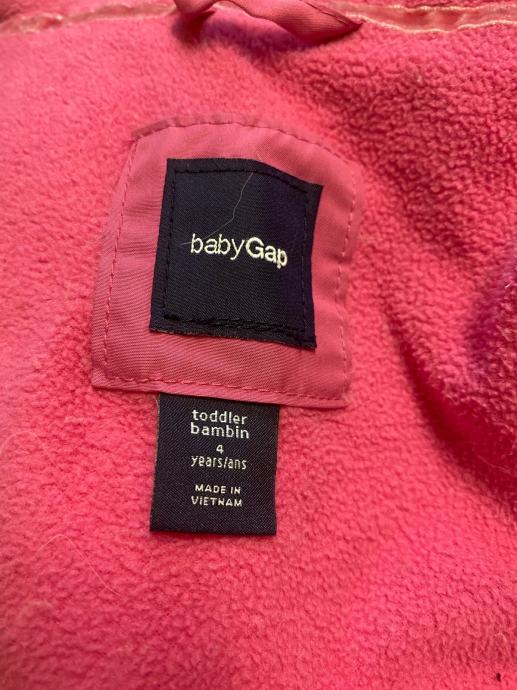 babyGap
toddler
bambin
4
years/ans
MADE IN
VIETNAM